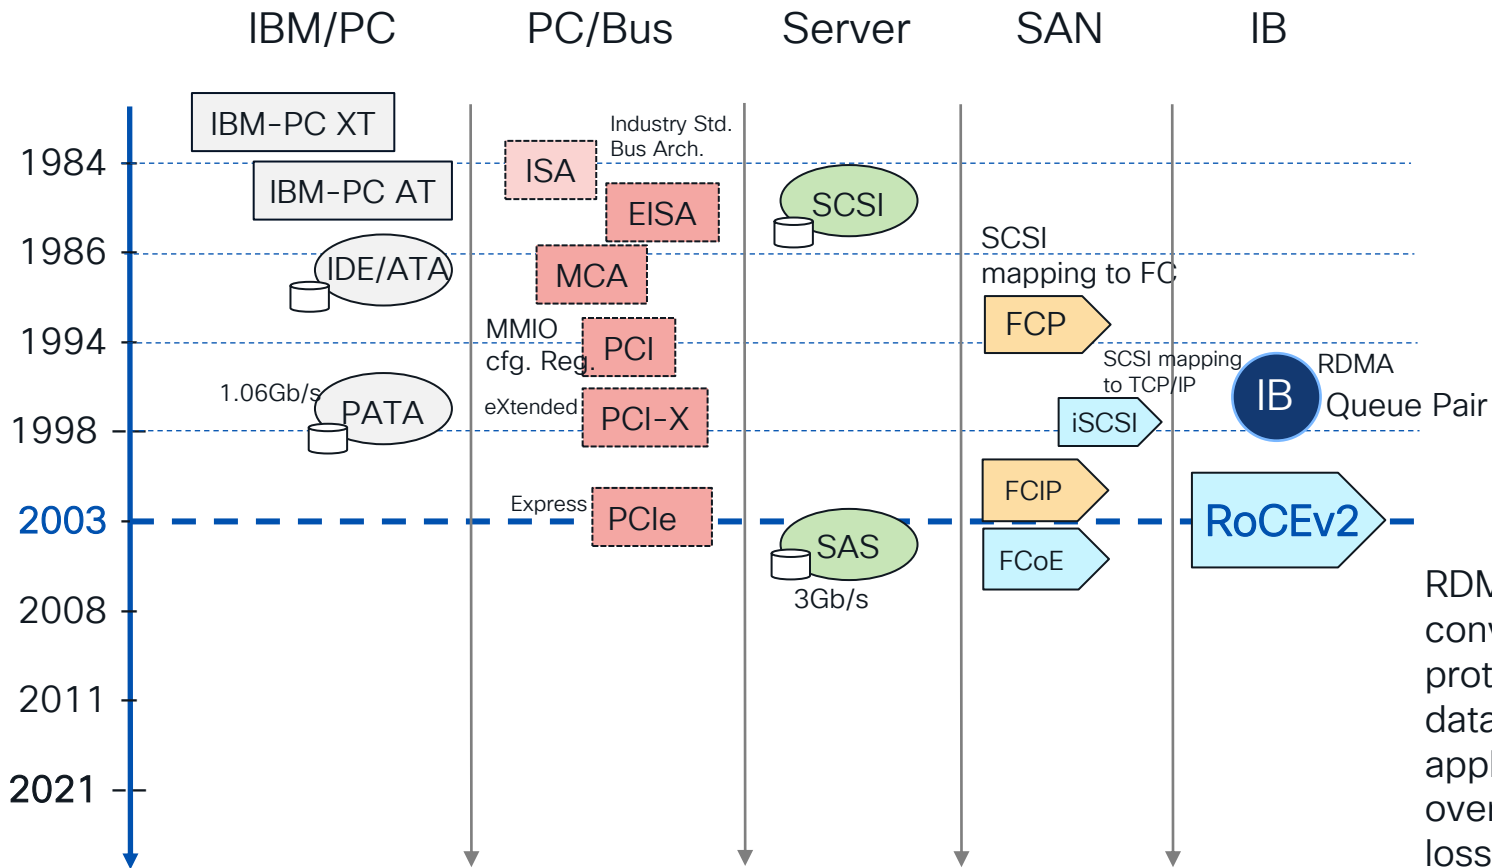 IBM/PC
PC/Bus
Server
SAN
IB
IBM-PC XT
Industry Std.
Bus Arch.
1984
ISA
IBM-PC AT
EISA
SCSI
1986
IDE/ATA
MCA
SCSI
mapping to FC
FCP
1994
MMIO
cfg. Reg.
PCI
SCSI mapping
to TCP/IP
RDMA
IB
Queue Pair
1.06Gb/s
PATA
eXtended
PCI-X
iSCSI
1998
FCIP
2003
Express
PCIe
SAS
3Gb/s
FCoE
RoCEv2
2008
2011
2021